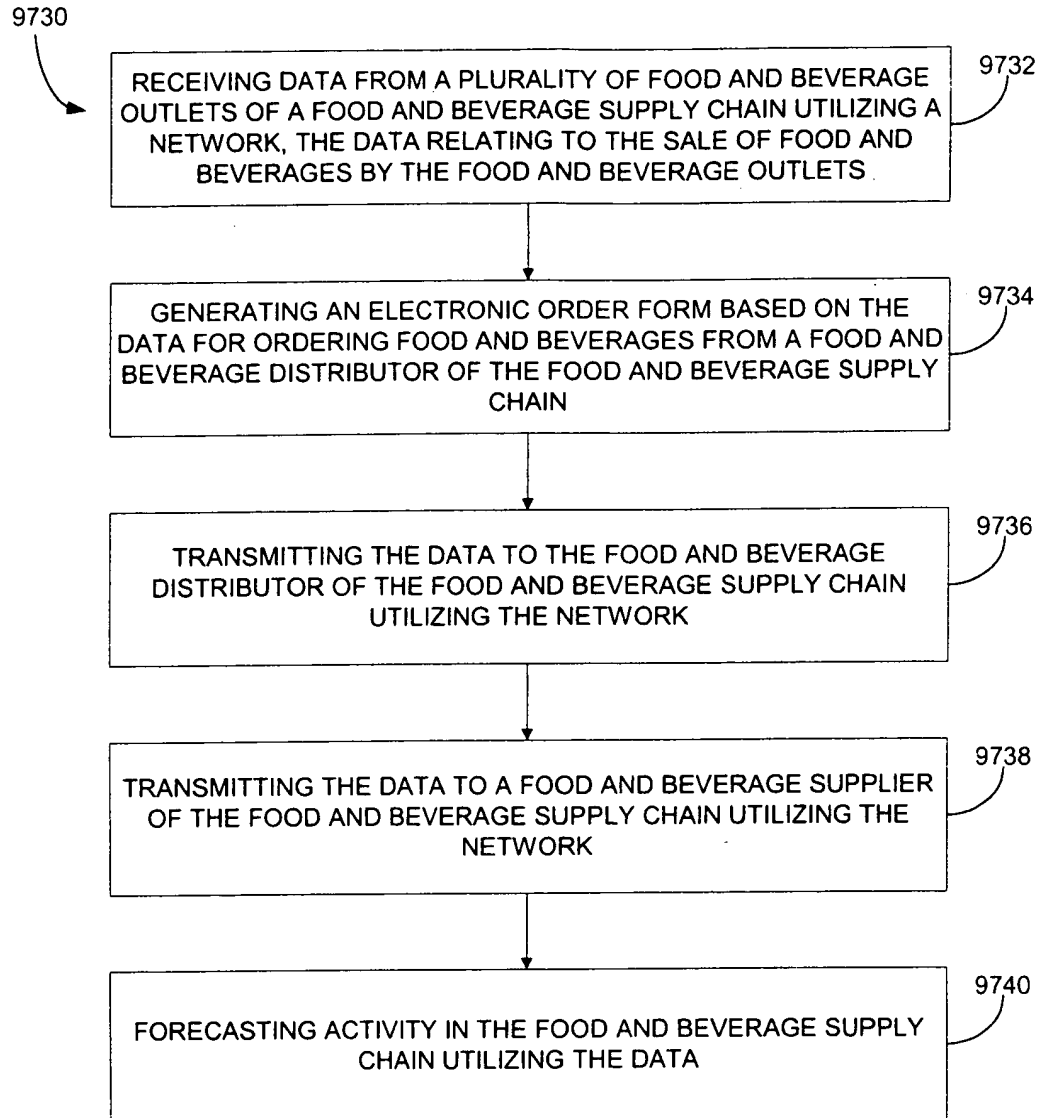 9730
RECEIVING DATA FROM A PLURALITY OF FOOD AND BEVERAGE
OUTLETS OF A FOOD AND BEVERAGE SUPPLY CHAIN UTILIZING A
NETWORK, THE DATA RELATING TO THE SALE OF FOOD AND
BEVERAGES BY THE FOOD AND BEVERAGE OUTLETS
9732
GENERATING AN ELECTRONIC ORDER FORM BASED ON THE
DATA FOR ORDERING FOOD AND BEVERAGES FROM A FOOD AND
BEVERAGE DISTRIBUTOR OF THE FOOD AND BEVERAGE SUPPLY
CHAIN
9734
TRANSMITTING THE DATA TO THE FOOD AND BEVERAGE
DISTRIBUTOR OF THE FOOD AND BEVERAGE SUPPLY CHAIN
UTILIZING THE NETWORK
9736
TRANSMITTING THE DATA TO A FOOD AND BEVERAGE SUPPLIER
OF THE FOOD AND BEVERAGE SUPPLY CHAIN UTILIZING THE
NETWORK
9738
FORECASTING ACTIVITY IN THE FOOD AND BEVERAGE SUPPLY
CHAIN UTILIZING THE DATA
9740